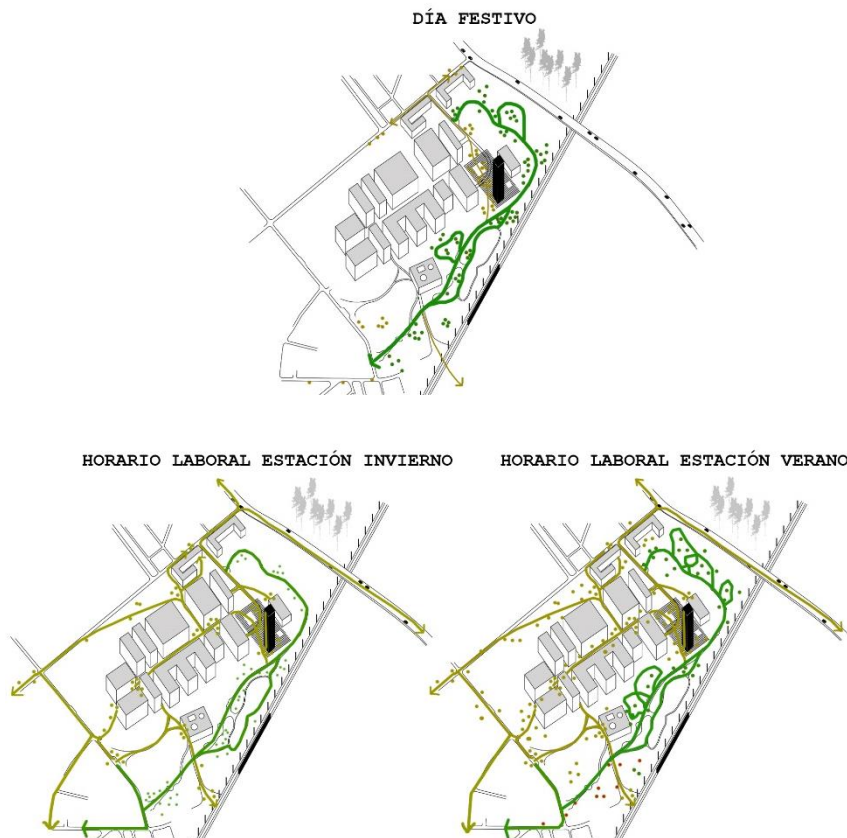 DÍA FESTIVO
HORARIO LABORAL ESTACIÓN INVIERNO
HORARIO LABORAL ESTACIÓN VERANO